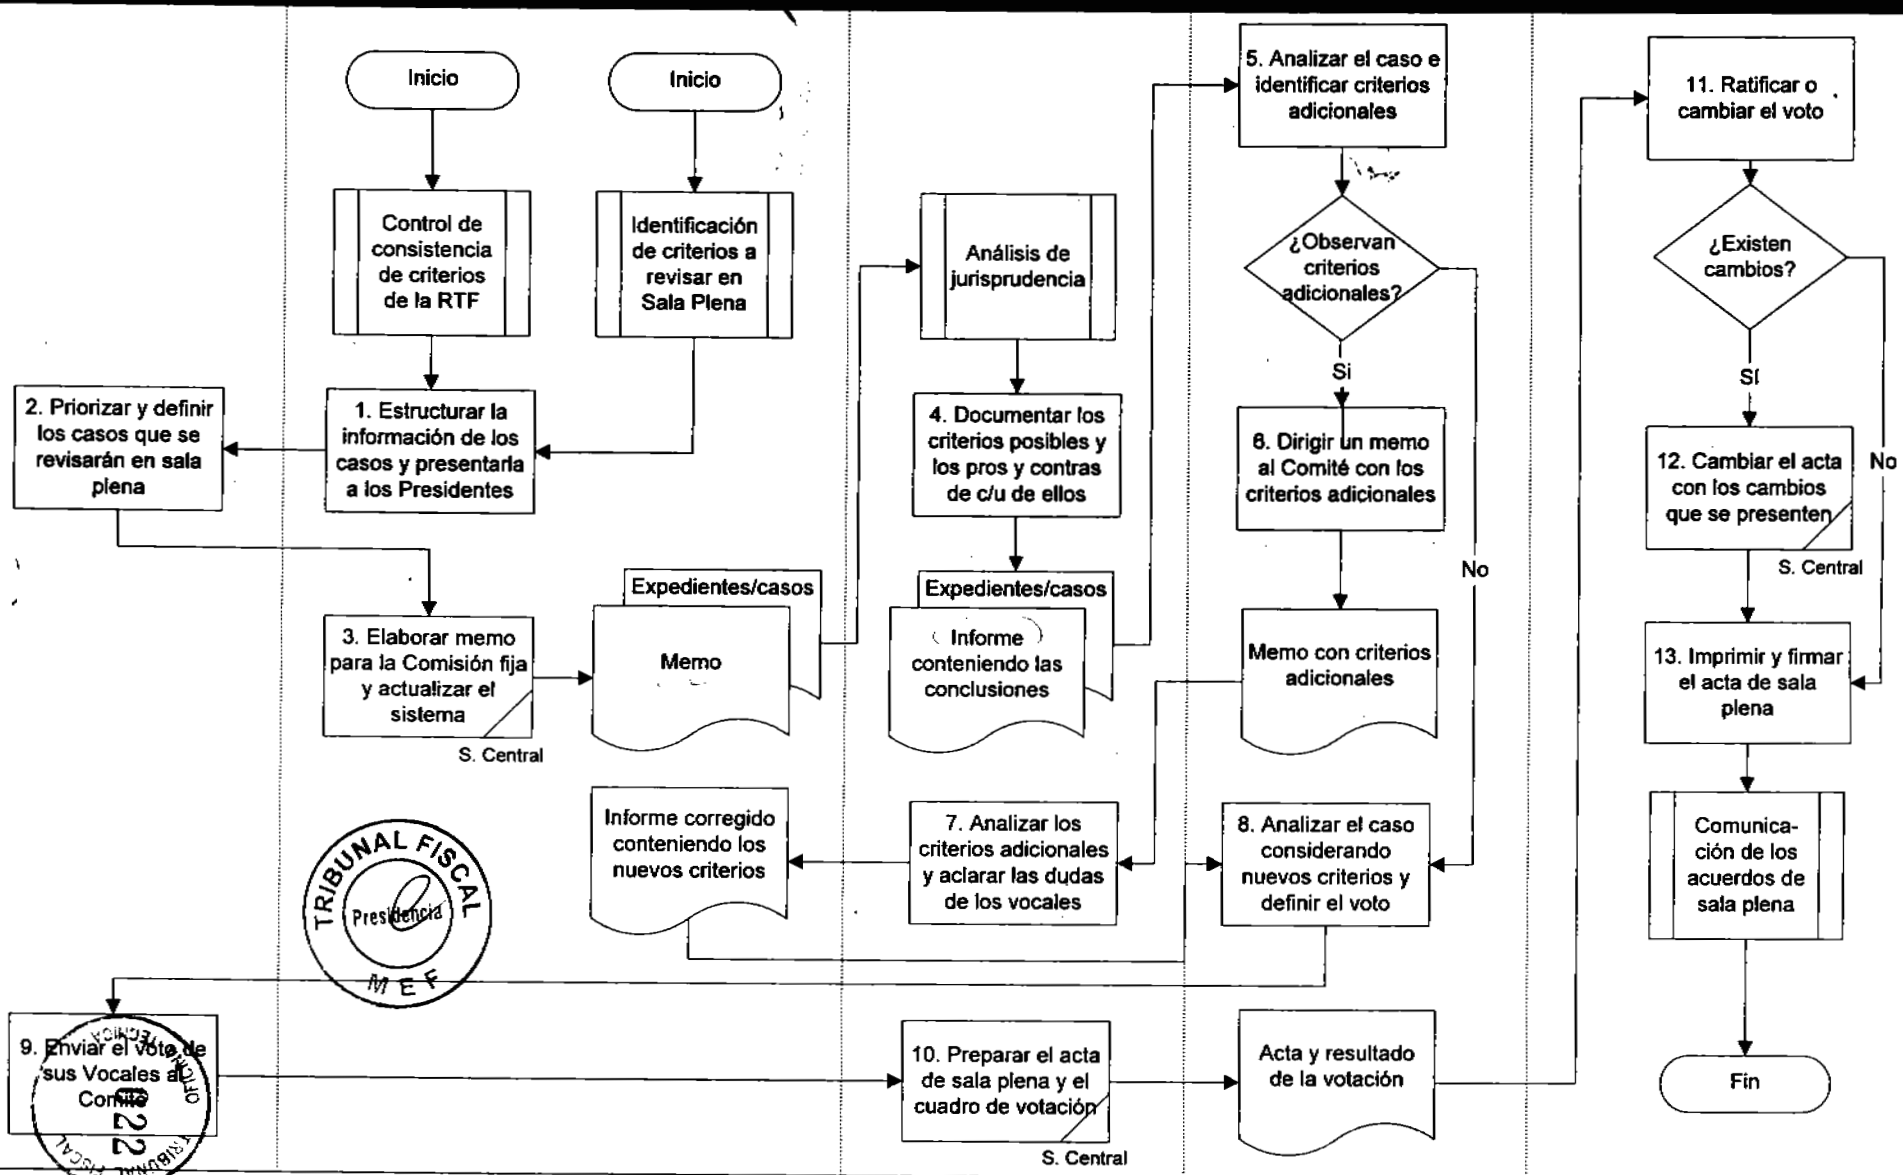 Inicio
Inicio
Control de
consistencia
de criterios
de la RTF
Identificación
de criterios a
revisar en
Sala Plena
1. Estructurar la
información de los
casos y presentarla
a los Presidentes
2. Priorizar y definir
los casos que se
revisarán en sala
plena
3. Elaborar memo
para la Comisión fija
y actualizar el
sistema
S. Central
Expedientes/casos
Memo
Análisis de
jurisprudencia
4. Documentar los
criterios posibles y
los pros y contras
de c/u de ellos
Expedientes/casos
Informe
conteniendo las
conclusiones
5. Analizar el caso e
identificar criterios
adicionales
¿Observan
criterios
adicionales?
Si
No
6. Dirigir un memo
al Comité con los
criterios adicionales
Memo con criterios
adicionales
7. Analizar los
criterios adicionales
y aclarar las dudas
de los vocales
Informe corregido
conteniendo los
nuevos criterios
8. Analizar el caso
considerando
nuevos criterios y
definir el voto
TRIBUNAL FISCAL
Presidencia
MEF
9. Enviar el voto de
sus Vocales al
Comité
OFICINA TECNICA
022
TRIBUNAL FISCAL
10. Preparar el acta
de sala plena y el
cuadro de votación
S. Central
Acta y resultado
de la votación
11. Ratificar o
cambiar el voto
¿Existen
cambios?
Sí
No
12. Cambiar el acta
con los cambios
que se presenten
S. Central
13. Imprimir y firmar
el acta de sala
plena
Comunica-
ción de los
acuerdos de
sala plena
Fin